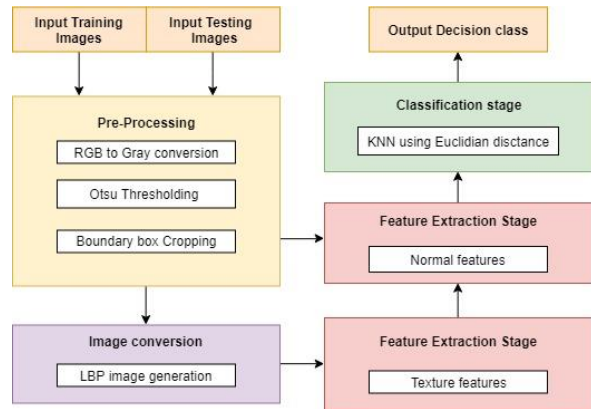 Input Training
Images
Input Testing
Images
Pre-Processing
RGB to Gray conversion
Otsu Thresholding
Boundary box Cropping
Image conversion
LBP image generation
Output Decision class
Classification stage
KNN using Euclidian disctance
Feature Extraction Stage
Normal features
Feature Extraction Stage
Texture features